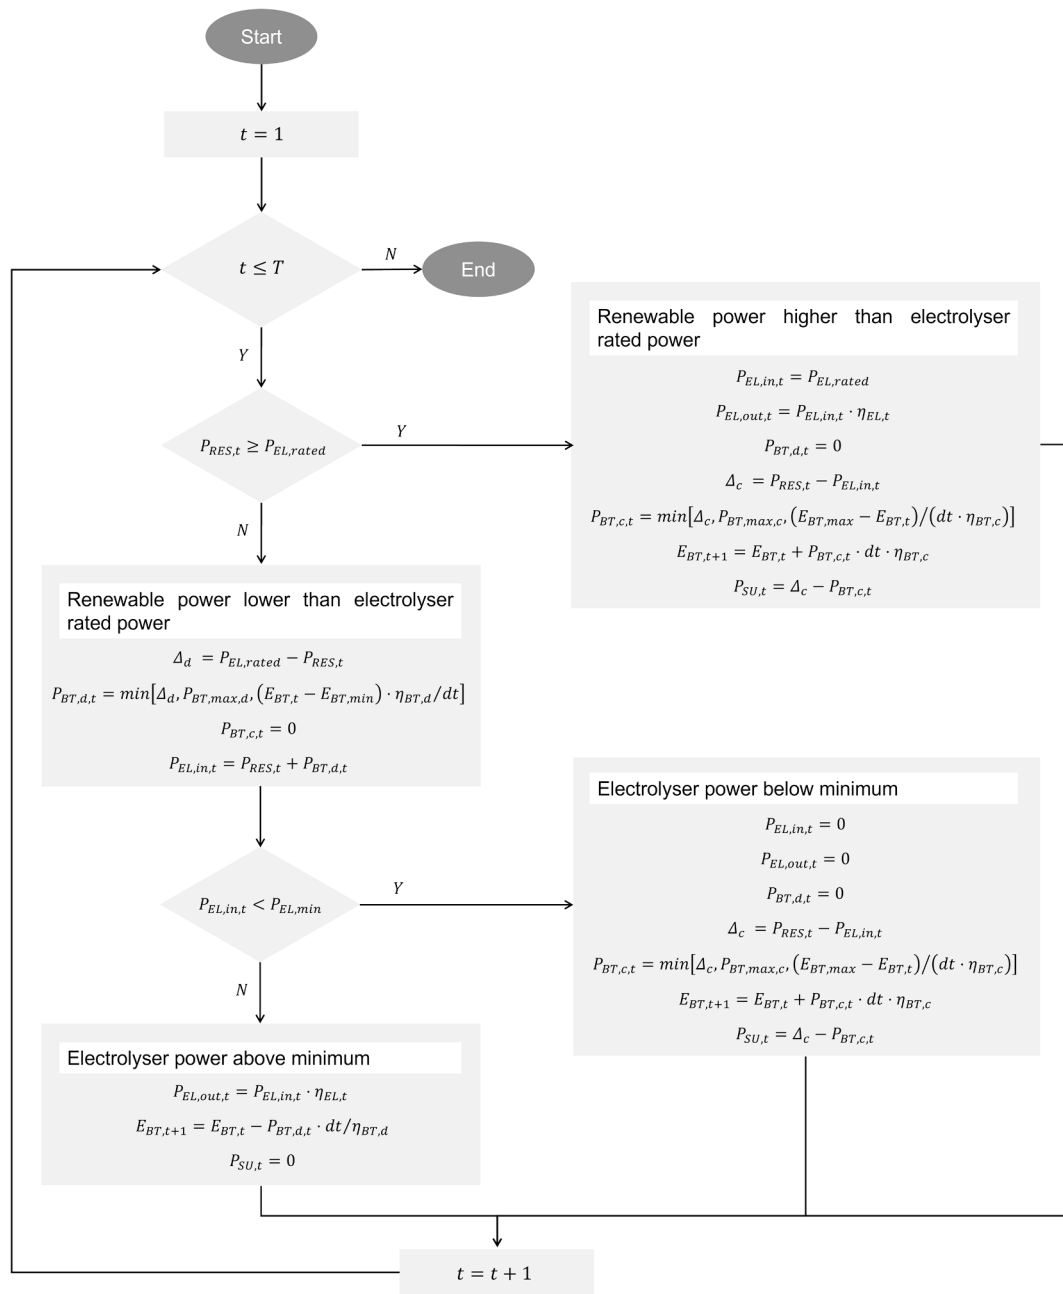 Start
t = 1
t ≤ T
N
End
Y
P_{RES,t} ≥ P_{EL,rated}
Y
N
Renewable power higher than electrolyser
rated power
P_{EL,in,t} = P_{EL,rated}
P_{EL,out,t} = P_{EL,in,t} · η_{EL,t}
P_{BT,d,t} = 0
Δ_c = P_{RES,t} − P_{EL,in,t}
P_{BT,c,t} = min[Δ_c, P_{BT,max,c}, (E_{BT,max} − E_{BT,t})/(dt · η_{BT,c})]
E_{BT,t+1} = E_{BT,t} + P_{BT,c,t} · dt · η_{BT,c}
P_{SU,t} = Δ_c − P_{BT,c,t}
Renewable power lower than electrolyser
rated power
Δ_d = P_{EL,rated} − P_{RES,t}
P_{BT,d,t} = min[Δ_d, P_{BT,max,d}, (E_{BT,t} − E_{BT,min}) · η_{BT,d}/dt]
P_{BT,c,t} = 0
P_{EL,in,t} = P_{RES,t} + P_{BT,d,t}
P_{EL,in,t} < P_{EL,min}
Y
N
Electrolyser power below minimum
P_{EL,in,t} = 0
P_{EL,out,t} = 0
P_{BT,d,t} = 0
Δ_c = P_{RES,t} − P_{EL,in,t}
P_{BT,c,t} = min[Δ_c, P_{BT,max,c}, (E_{BT,max} − E_{BT,t})/(dt · η_{BT,c})]
E_{BT,t+1} = E_{BT,t} + P_{BT,c,t} · dt · η_{BT,c}
P_{SU,t} = Δ_c − P_{BT,c,t}
Electrolyser power above minimum
P_{EL,out,t} = P_{EL,in,t} · η_{EL,t}
E_{BT,t+1} = E_{BT,t} − P_{BT,d,t} · dt/η_{BT,d}
P_{SU,t} = 0
t = t + 1